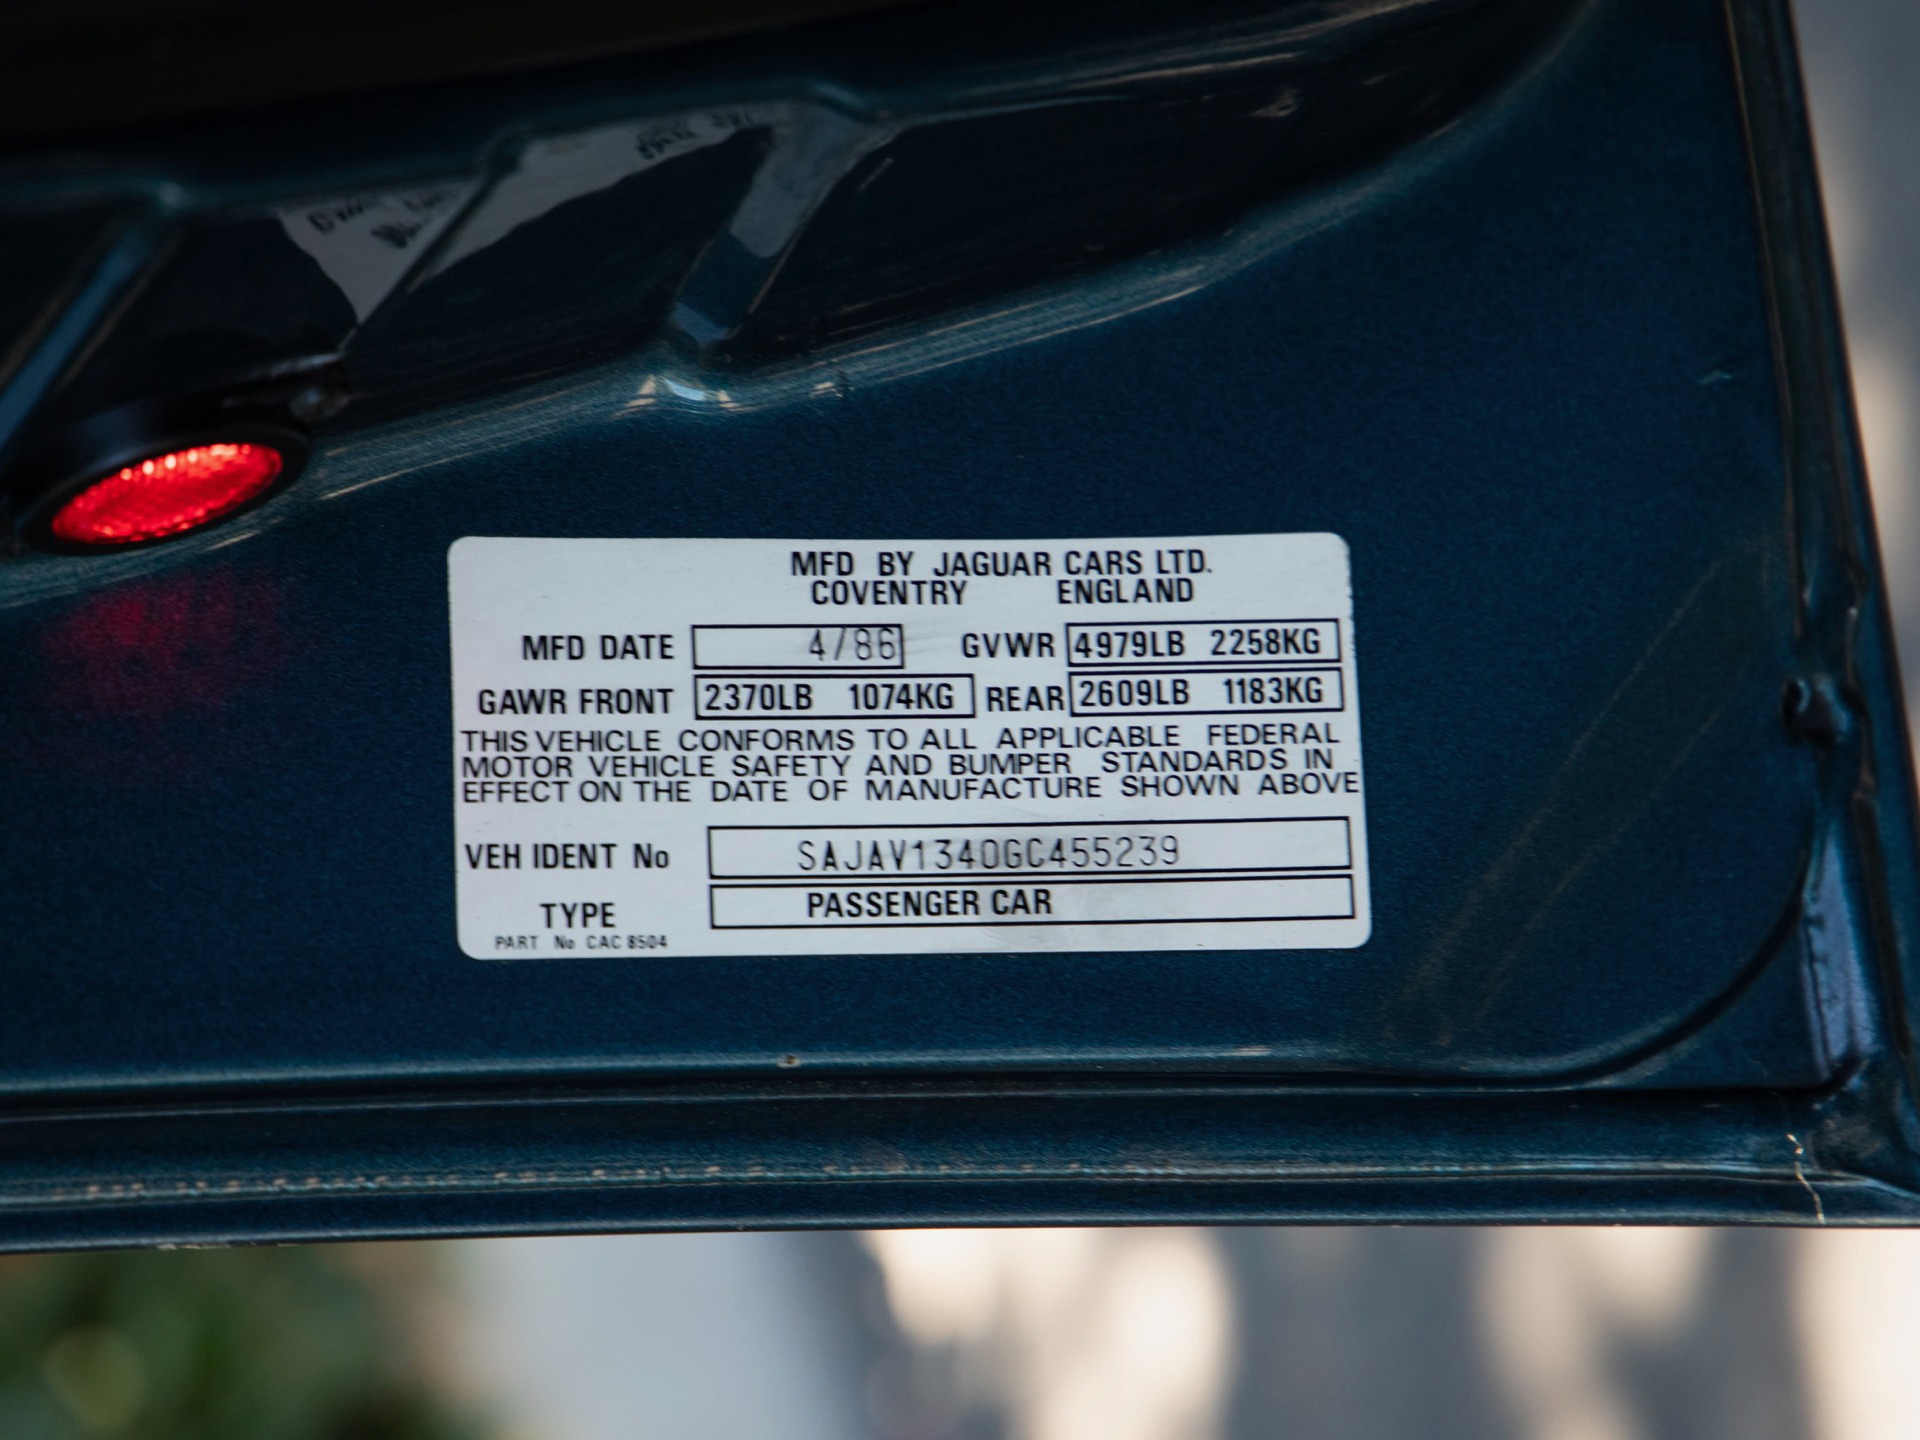 MFD BY JAGUAR CARS LTD.
COVENTRY ENGLAND
MFD DATE 4/86 GVWR 4979LB 2258KG
GAWR FRONT 2370LB 1074KG REAR 2609LB 1183KG
THIS VEHICLE CONFORMS TO ALL APPLICABLE FEDERAL
MOTOR VEHICLE SAFETY AND BUMPER STANDARDS IN
EFFECT ON THE DATE OF MANUFACTURE SHOWN ABOVE
VEH IDENT No SAJAV1340GC455239
TYPE PASSENGER CAR
PART No CAC 8504